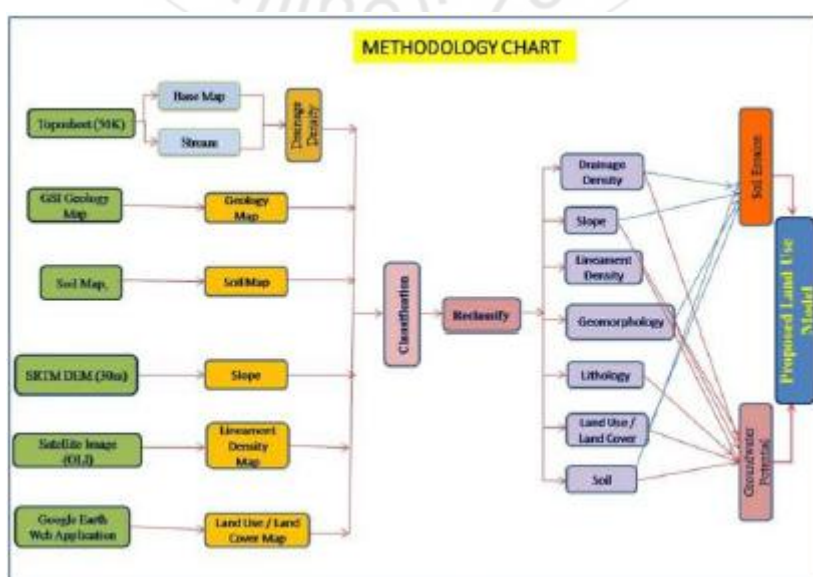 METHODOLOGY CHART
Toposheet (50K)
Base Map
Stream
Drainage
Density
GSI Geology
Map
Geology
Map
Soil Map,
Soil Map
SRTM DEM (30m)
Slope
Satellite Image
(OLI)
Lineament
Density
Map
Google Earth
Web Application
Land Use / Land
Cover Map
Classification
Reclassify
Drainage
Density
Slope
Lineament
Density
Geomorphology
Lithology
Land Use /
Land Cover
Soil
Soil Erosion
Groundwater
Potential
Proposed Land Use
Model